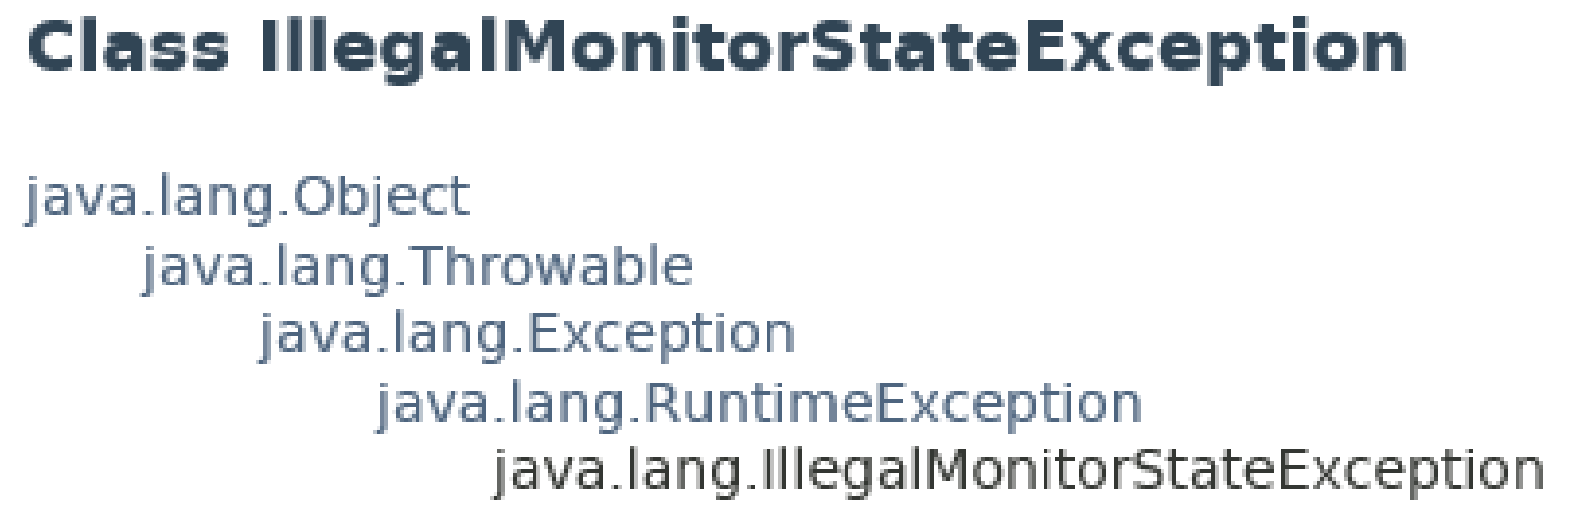 Class IllegalMonitorStateException
java.lang.Object
java.lang.Throwable
java.lang.Exception
java.lang.RuntimeException
java.lang.IllegalMonitorStateException